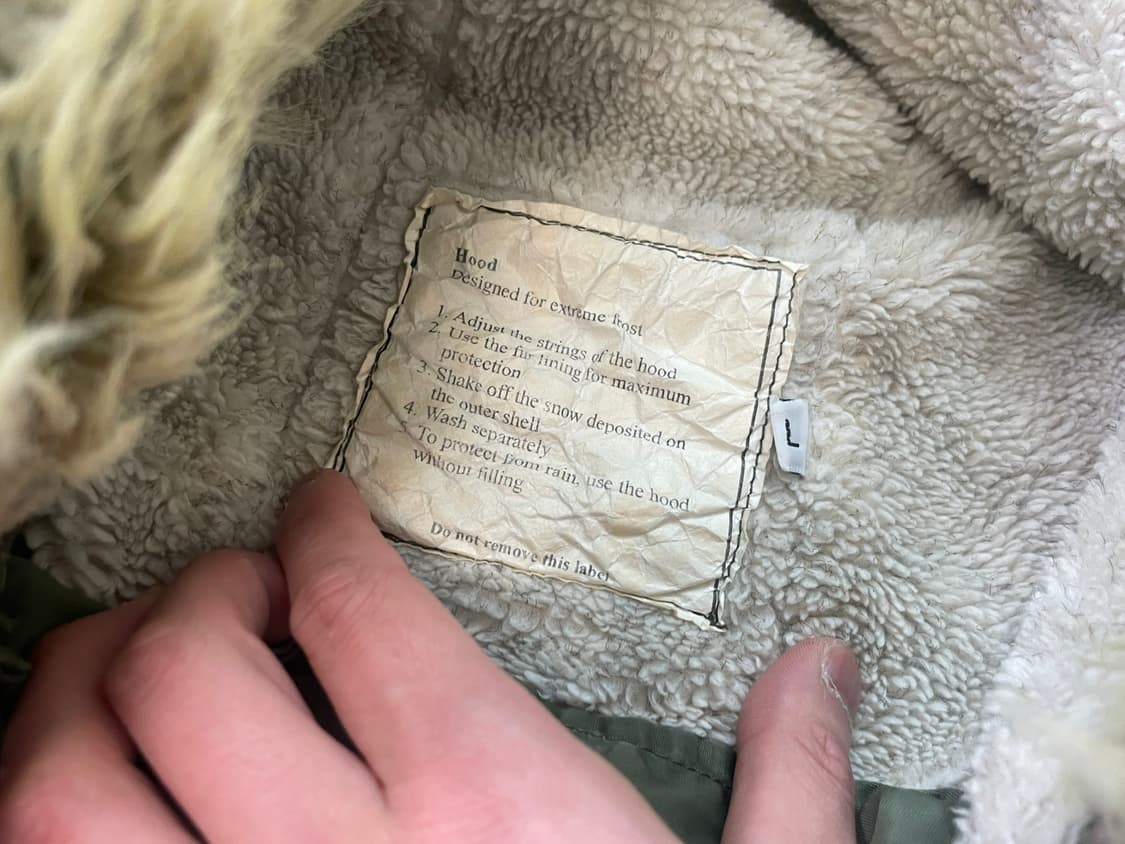 Hood
Designed for extreme frost
1. Adjust the strings of the hood
2. Use the fur lining for maximum
protection
3. Shake off the snow deposited on
the outer shell
4. Wash separately
To protect from rain, use the hood
without filling
Do not remove this label
L